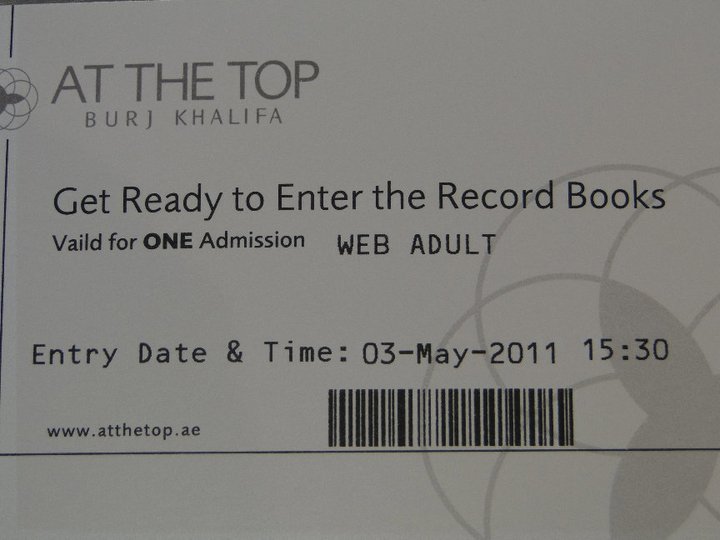 AT THE TOP
BURJ KHALIFA
Get Ready to Enter the Record Books
Vaild for ONE Admission WEB ADULT
Entry Date & Time: 03-May-2011 15:30
www.atthetop.ae